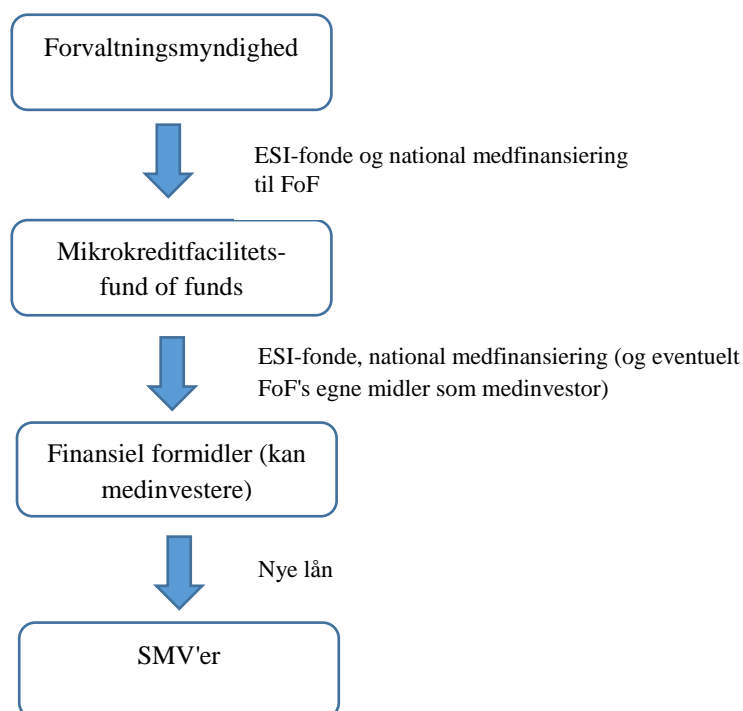 Forvaltningsmyndighed
ESI-fonde og national medfinansiering
til FoF
Mikrokreditfacilitets-
fund of funds
ESI-fonde, national medfinansiering (og eventuelt
FoF's egne midler som medinvestor)
Finansiel formidler (kan
medinvestere)
Nye lån
SMV'er